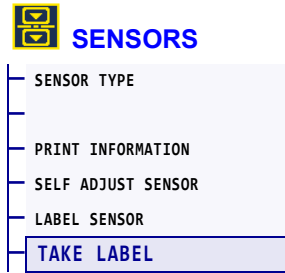 SENSORS
SENSOR TYPE
PRINT INFORMATION
SELF ADJUST SENSOR
LABEL SENSOR
TAKE LABEL